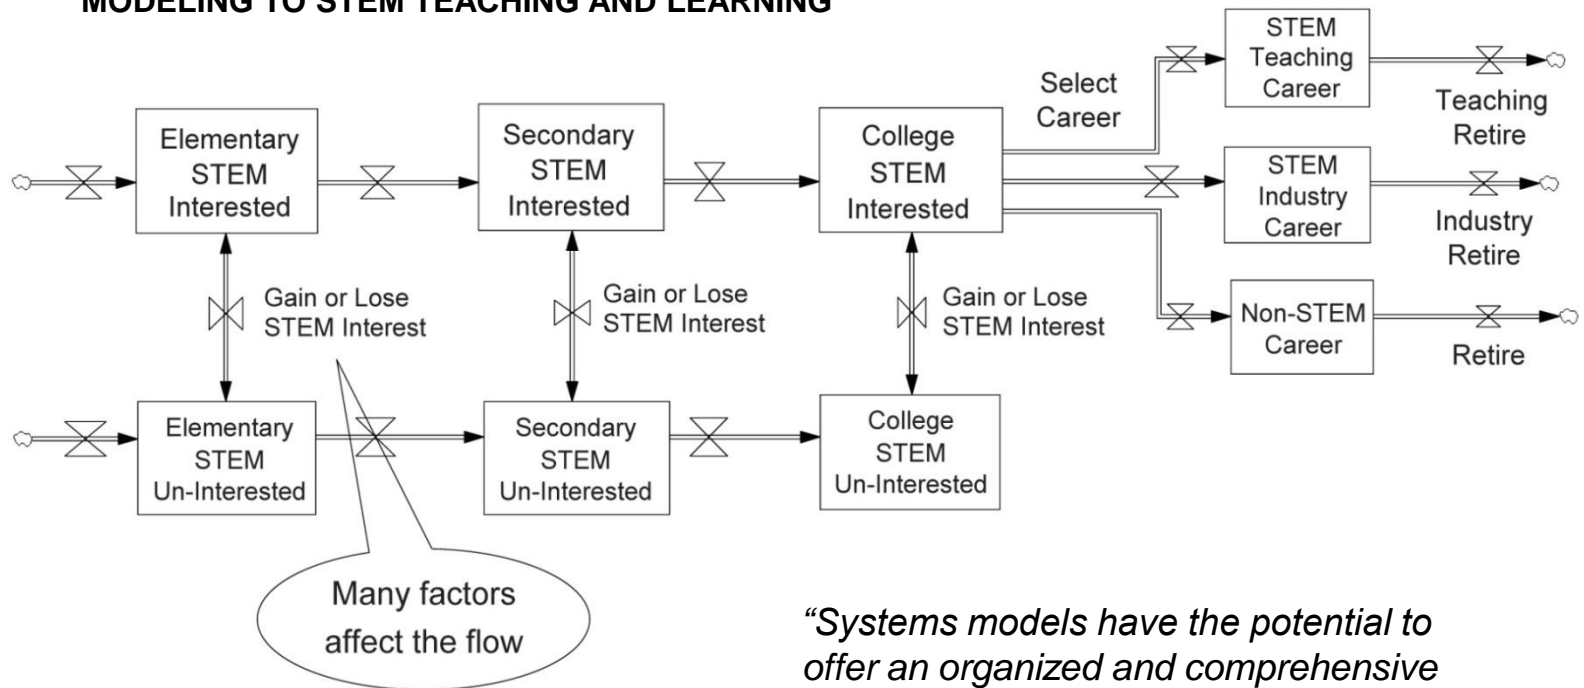 MODELING TO STEM TEACHING AND LEARNING
STEM
Teaching
Career
Select
Career
Teaching
Retire
Elementary
STEM
Interested
Secondary
STEM
Interested
College
STEM
Interested
STEM
Industry
Career
Industry
Retire
Gain or Lose
STEM Interest
Gain or Lose
STEM Interest
Gain or Lose
STEM Interest
Non-STEM
Career
Retire
Elementary
STEM
Un-Interested
Secondary
STEM
Un-Interested
College
STEM
Un-Interested
Many factors
affect the flow
“Systems models have the potential to
offer an organized and comprehensive